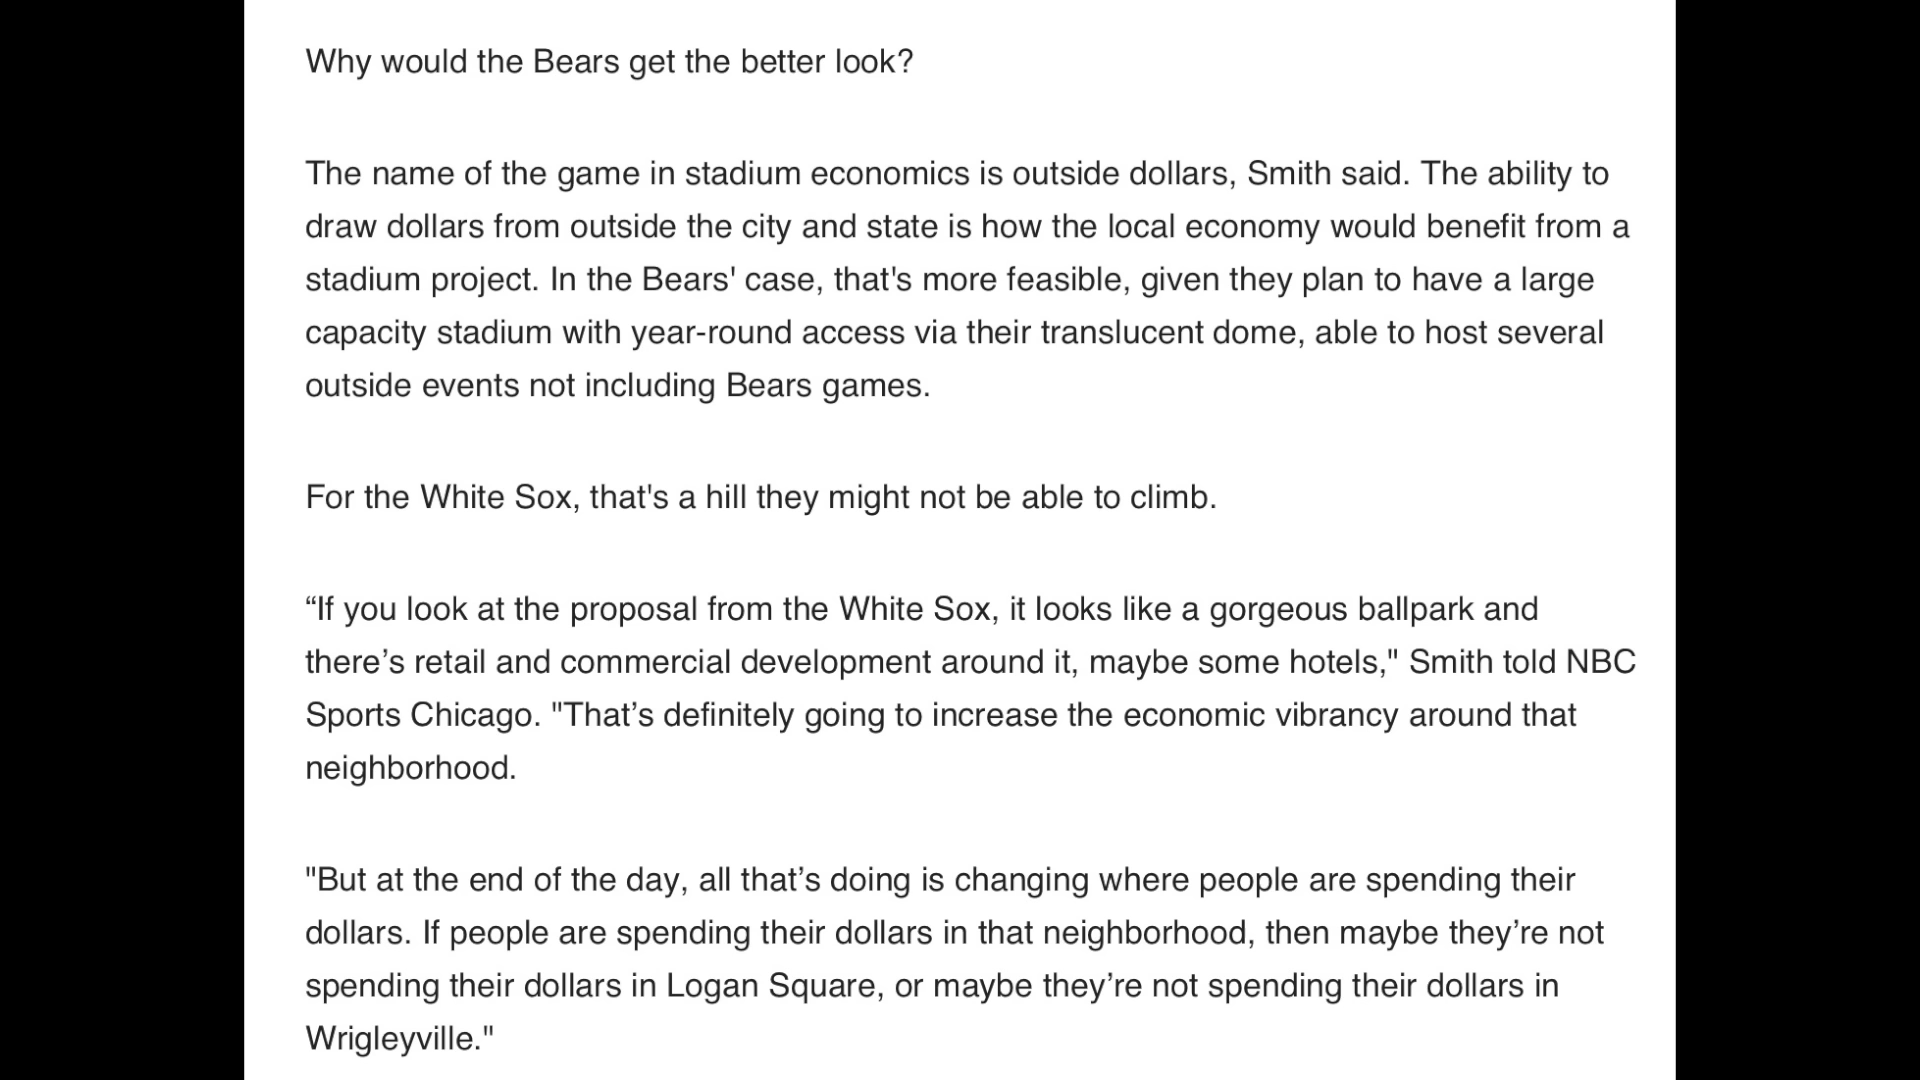 Why would the Bears get the better look?
The name of the game in stadium economics is outside dollars, Smith said. The ability to
draw dollars from outside the city and state is how the local economy would benefit from a
stadium project. In the Bears' case, that's more feasible, given they plan to have a large
capacity stadium with year-round access via their translucent dome, able to host several
outside events not including Bears games.
For the White Sox, that's a hill they might not be able to climb.
“If you look at the proposal from the White Sox, it looks like a gorgeous ballpark and
there’s retail and commercial development around it, maybe some hotels," Smith told NBC
Sports Chicago. "That’s definitely going to increase the economic vibrancy around that
neighborhood.
"But at the end of the day, all that’s doing is changing where people are spending their
dollars. If people are spending their dollars in that neighborhood, then maybe they’re not
spending their dollars in Logan Square, or maybe they’re not spending their dollars in
Wrigleyville."